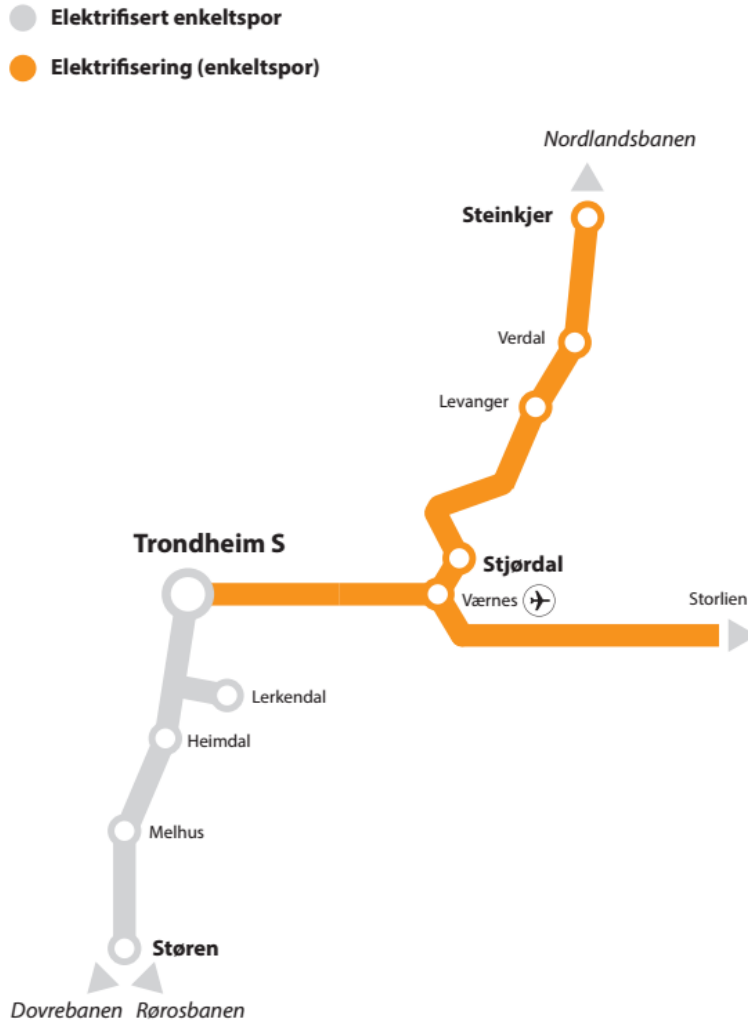 Elektrifisert enkeltspor
Elektrifisering (enkeltspor)
Nordlandsbanen
Steinkjer
Verdal
Levanger
Trondheim S
Stjørdal
Værnes
Storlien
Lerkendal
Heimdal
Melhus
Støren
Dovrebanen Rørosbanen